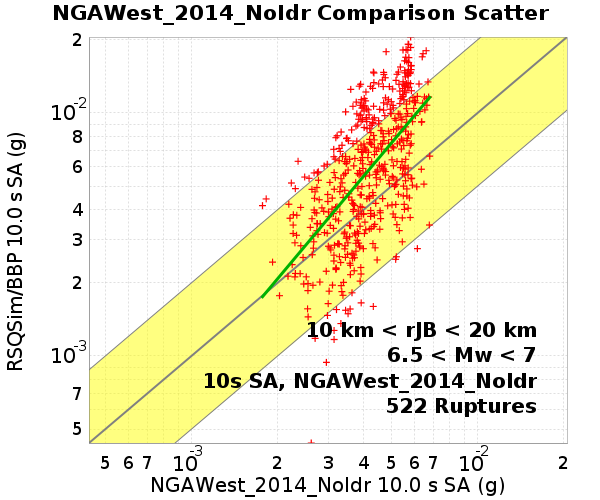 NGAWest_2014_NoIdr Comparison Scatter
RSQSim/BBP 10.0 s SA (g)
2
10⁻²
8
6
4
3
2
10⁻³
7
5
10 km < rJB < 20 km
6.5 < Mw < 7
10s SA, NGAWest_2014_NoIdr
522 Ruptures
5 6 7 10⁻³ 2 3 4 5 6 7 10⁻² 2
NGAWest_2014_NoIdr 10.0 s SA (g)